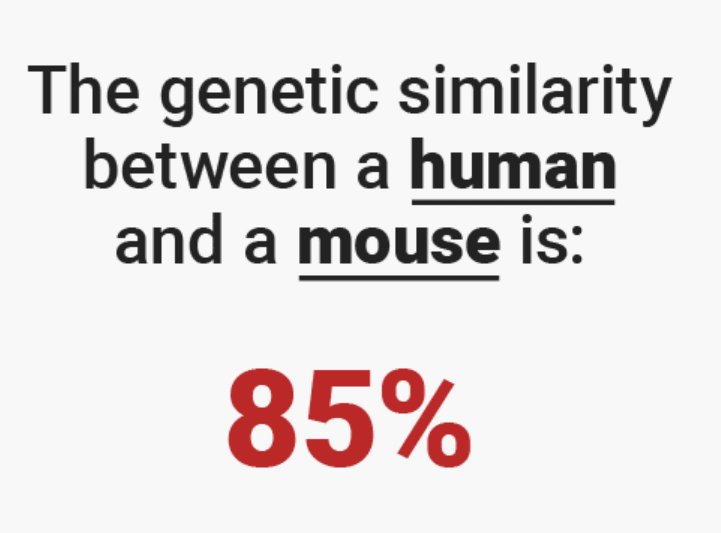 The genetic similarity
between a human
and a mouse is:
85%